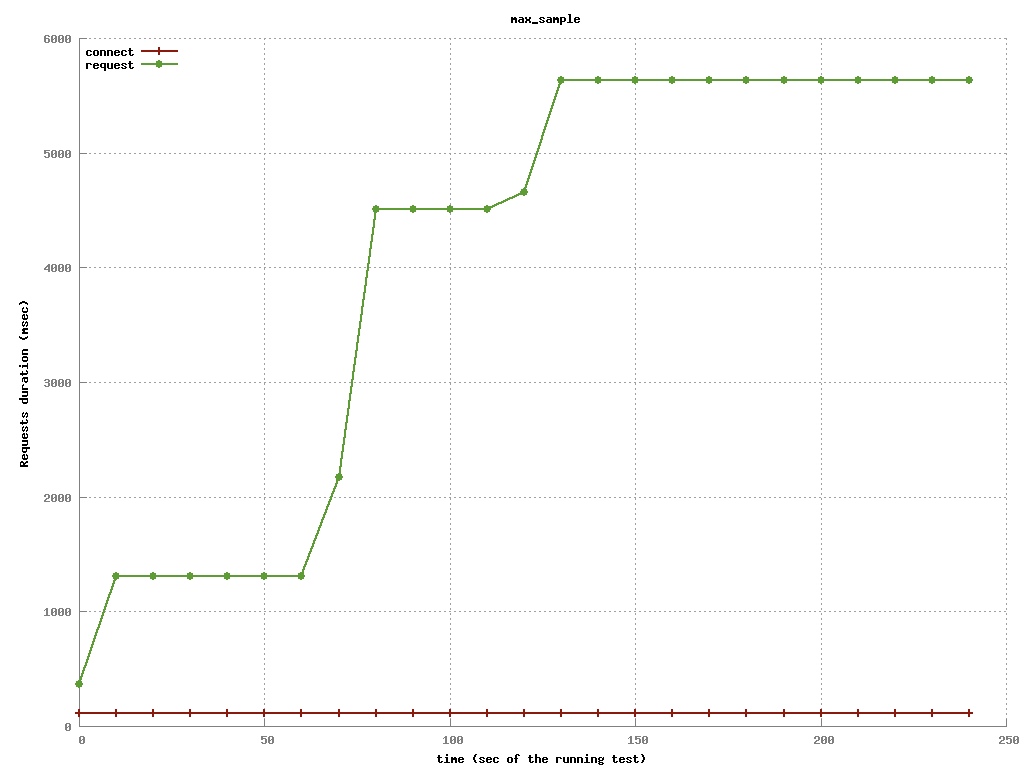 max_sample
6000
connect
request
5000
4000
3000
2000
1000
0
Requests duration (msec)
0 50 100 150 200 250
time (sec of the running test)